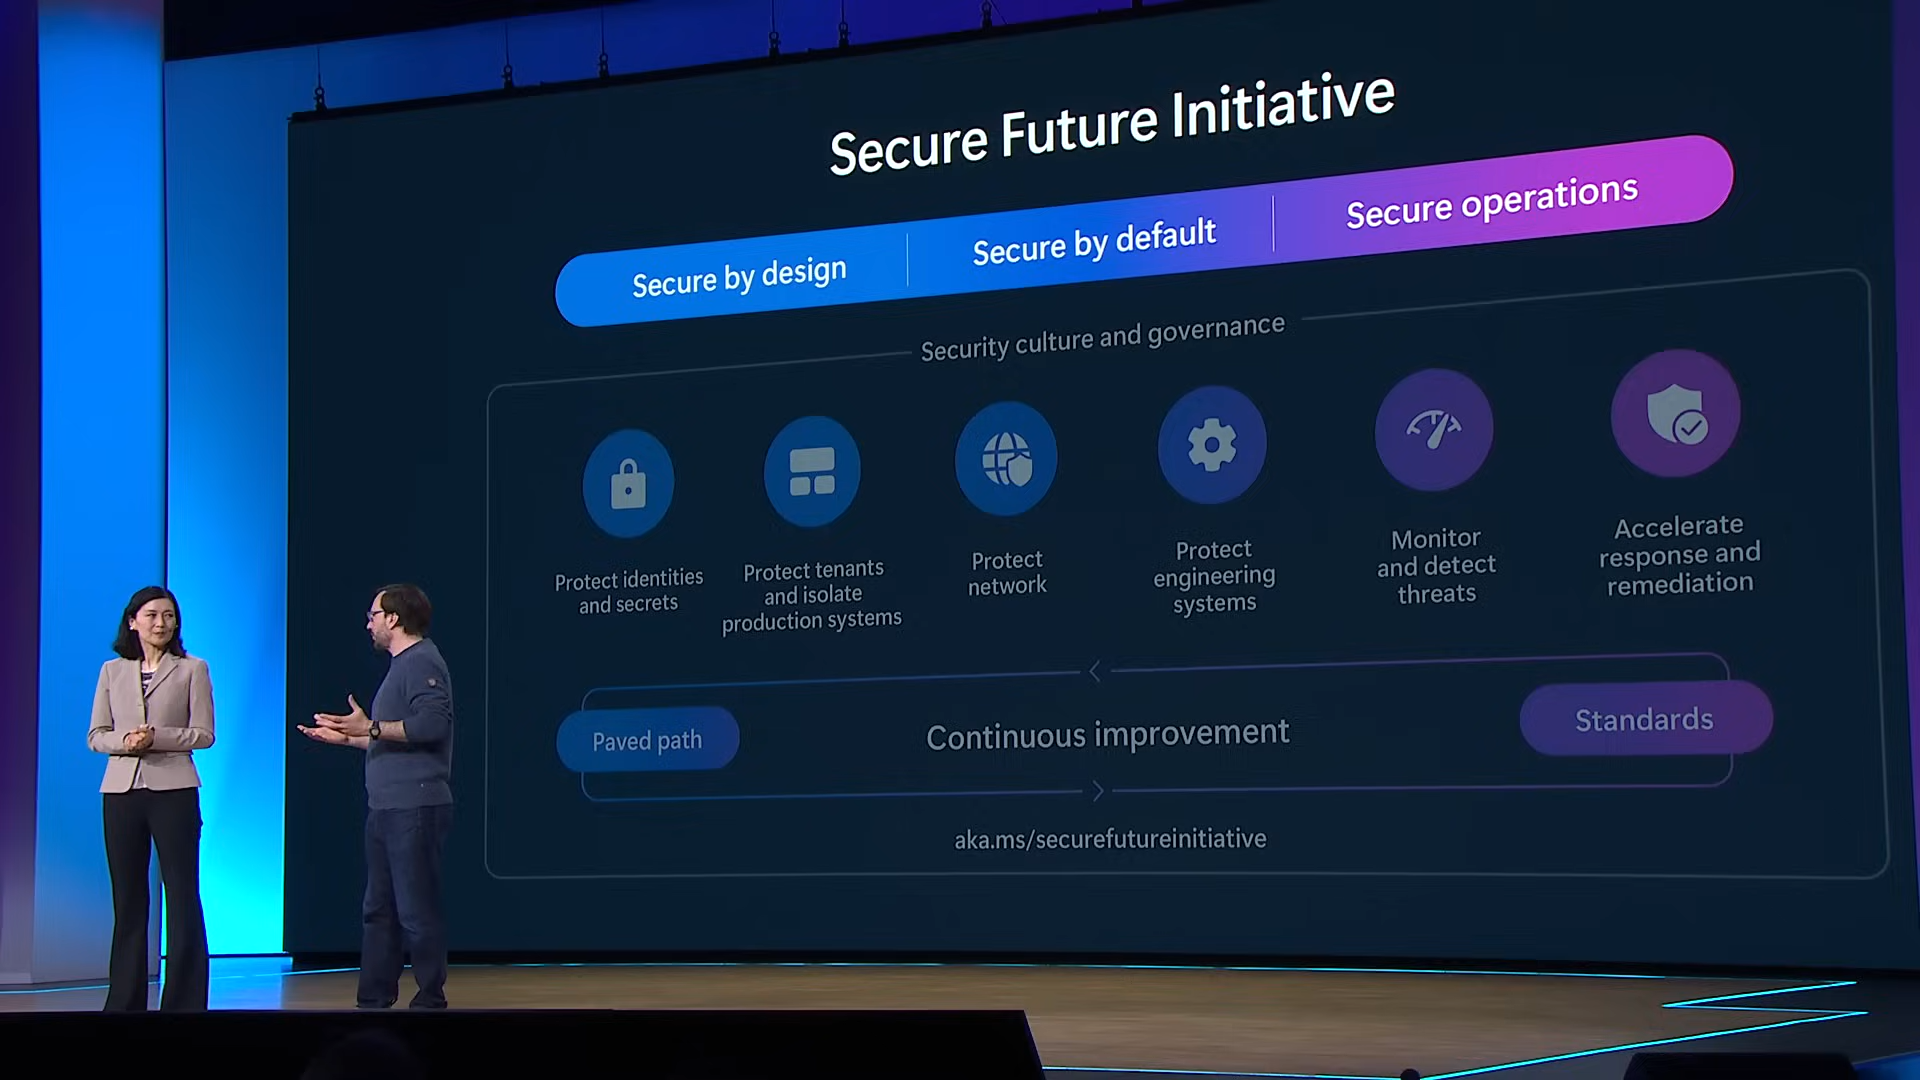 Secure Future Initiative
Secure by design
Secure by default
Secure operations
Security culture and governance
Protect identities
and secrets
Protect tenants
and isolate
production systems
Protect
network
Protect
engineering
systems
Monitor
and detect
threats
Accelerate
response and
remediation
Paved path
Continuous improvement
Standards
aka.ms/securefutureinitiative